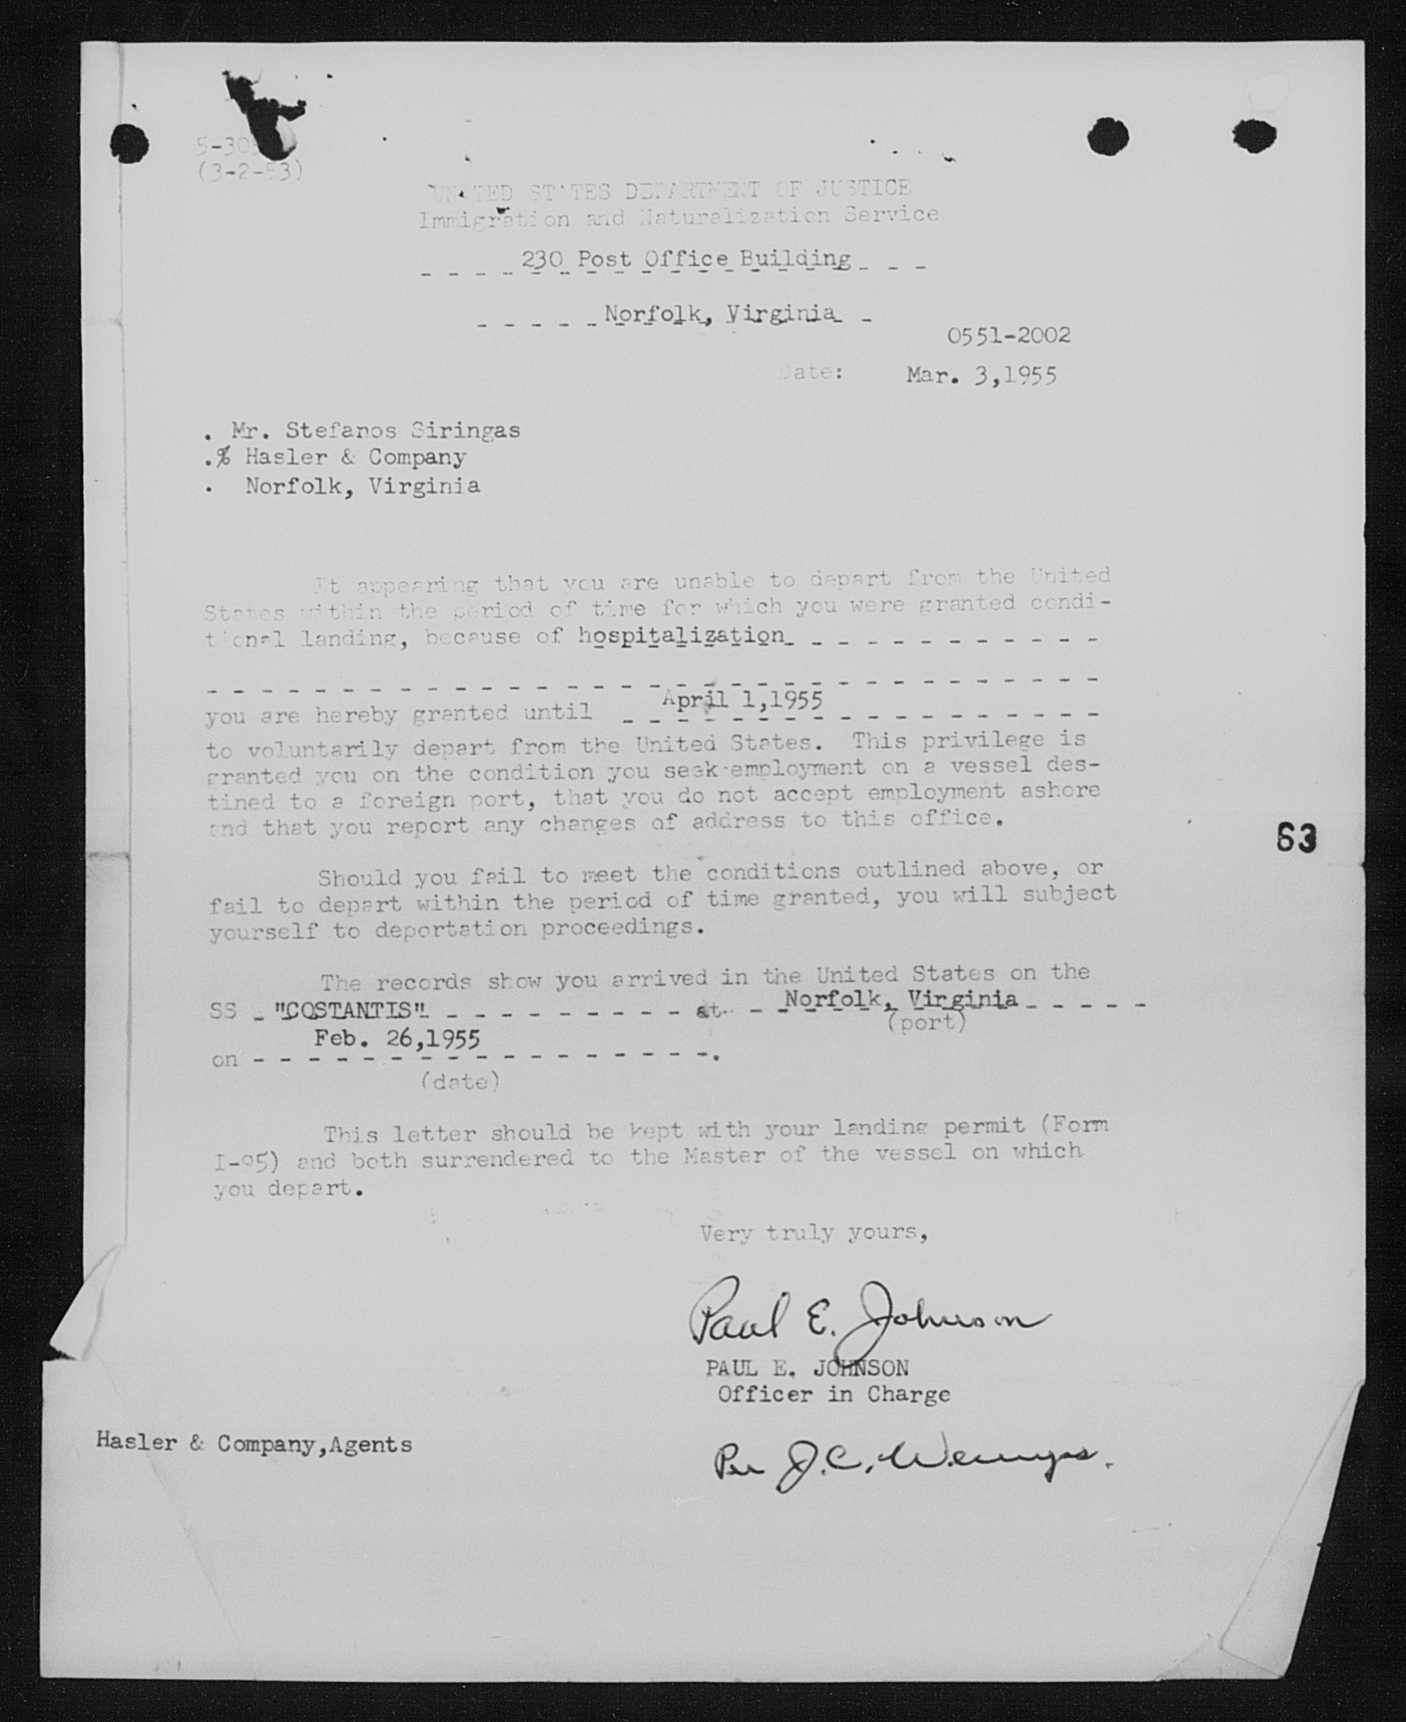 (3-2-53)
UNITED STATES DEPARTMENT OF JUSTICE
Immigration and Naturalization Service
230 Post Office Building
Norfolk, Virginia
0551-2002
Date: Mar. 3,1955
. Mr. Stefanos Siringas
.% Hasler & Company
. Norfolk, Virginia
It appearing that you are unable to depart from the United
States within the period of time for which you were granted condi-
tional landing, because of hospitalization
April 1,1955
you are hereby granted until
to voluntarily depart from the United States. This privilege is
granted you on the condition you seek employment on a vessel des-
tined to a foreign port, that you do not accept employment ashore
and that you report any changes of address to this office.
63
Should you fail to meet the conditions outlined above, or
fail to depart within the period of time granted, you will subject
yourself to deportation proceedings.
The records show you arrived in the United States on the
SS "COSTANTIS" at Norfolk, Virginia
(port)
Feb. 26,1955
on .
(date)
This letter should be kept with your landing permit (Form
I-95) and both surrendered to the Master of the vessel on which
you depart.
Very truly yours,
Paul E. Johnson
PAUL E. JOHNSON
Officer in Charge
Hasler & Company,Agents
Per J.C. Wemyss.